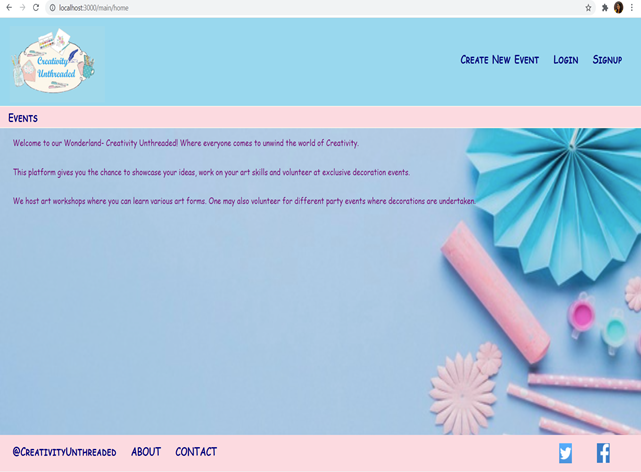 localhost:3000/main/home
Creativity
Unthreaded
Create New Event Login Signup
Events
Welcome to our Wonderland- Creativity Unthreaded! Where everyone comes to unwind the world of Creativity.
This platform gives you the chance to showcase your ideas, work on your art skills and volunteer at exclusive decoration events.
We host art workshops where you can learn various art forms. One may also volunteer for different party events where decorations are undertaken.
@CreativityUnthreaded ABOUT CONTACT